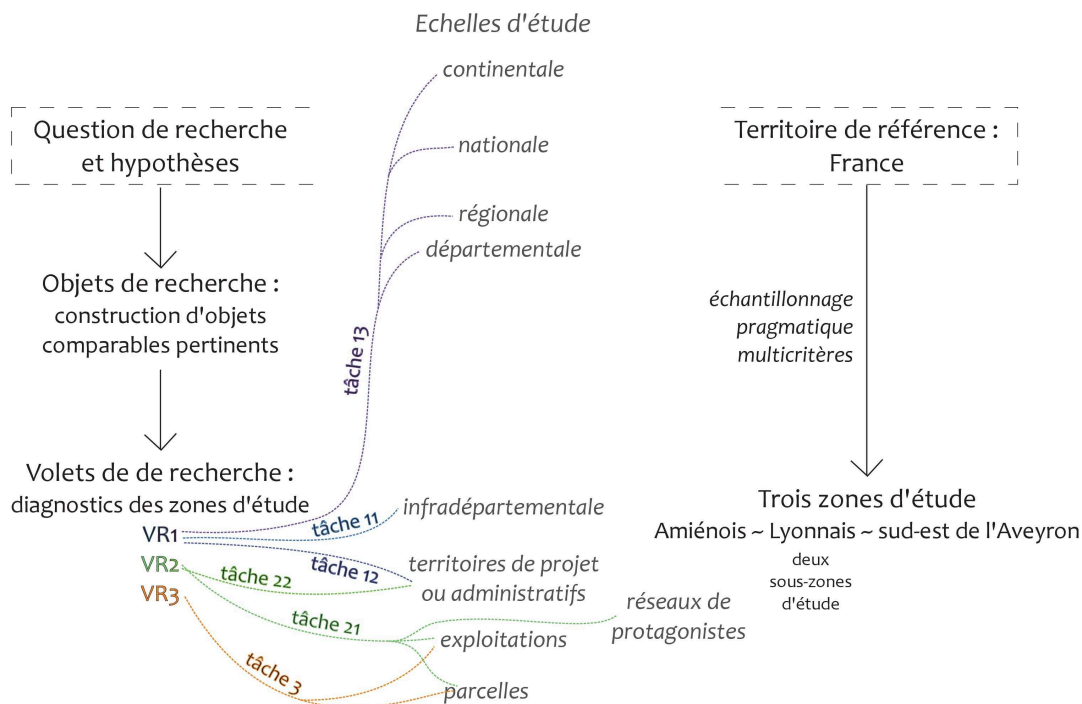 Echelles d'étude
continentale
Question de recherche
et hypothèses
nationale
Territoire de référence :
France
régionale
départementale
Objets de recherche :
construction d'objets
comparables pertinents
échantillonnage
pragmatique
multicritères
tâche 13
Volets de de recherche :
diagnostics des zones d'étude
VR1
VR2
VR3
tâche 11
infradépartementale
tâche 12
tâche 22
territoires de projet
ou administratifs
tâche 21
réseaux de
protagonistes
exploitations
tâche 3
parcelles
Trois zones d'étude
Amiénois ~ Lyonnais ~ sud-est de l'Aveyron
deux
sous-zones
d'étude